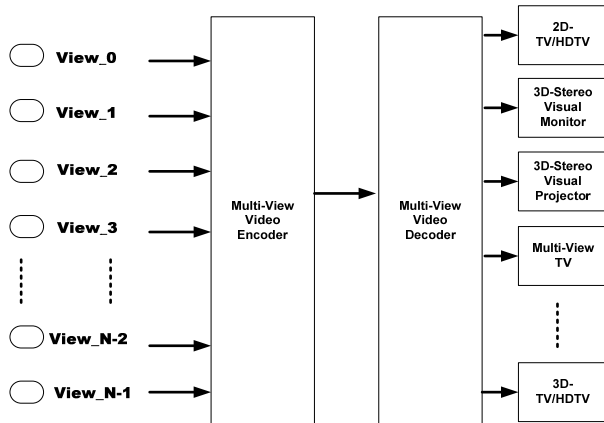 View_0
View_1
View_2
View_3
View_N-2
View_N-1
Multi-View
Video
Encoder
Multi-View
Video
Decoder
2D-
TV/HDTV
3D-Stereo
Visual
Monitor
3D-Stereo
Visual
Projector
Multi-View
TV
3D-
TV/HDTV